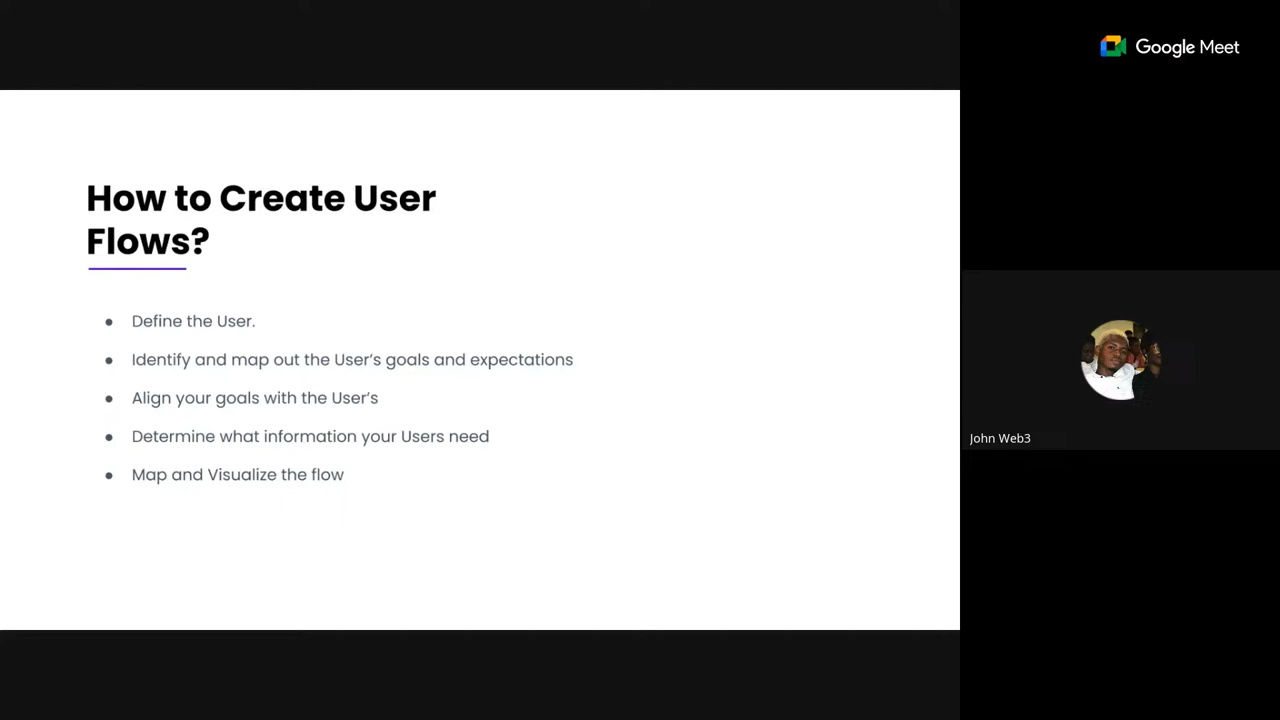 Google Meet
How to Create User
Flows?
● Define the User.
● Identify and map out the User’s goals and expectations
● Align your goals with the User’s
● Determine what information your Users need
● Map and Visualize the flow
John Web3